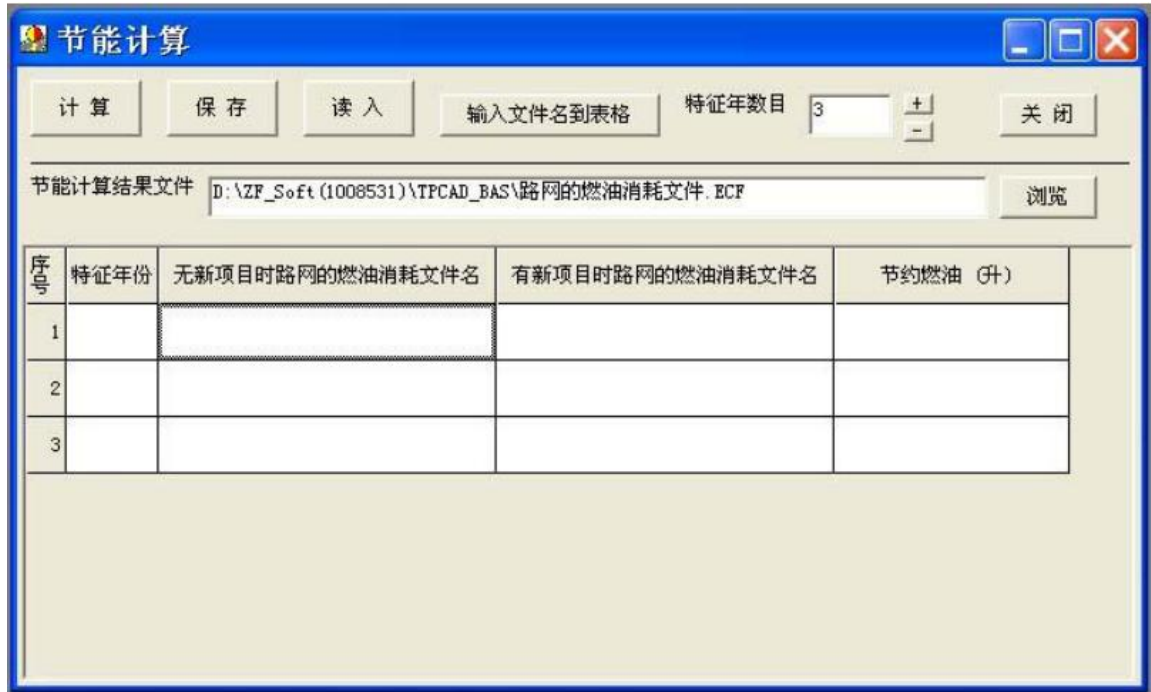 节能计算
计 算 保 存 读 入 输入文件名到表格 特征年数目 3 + - 关 闭
节能计算结果文件 D:\ZF_Soft(1008531)\TPCAD_BAS\路网的燃油消耗文件.ECF 浏览
序号 特征年份 无新项目时路网的燃油消耗文件名 有新项目时路网的燃油消耗文件名 节约燃油 (升)
1
2
3